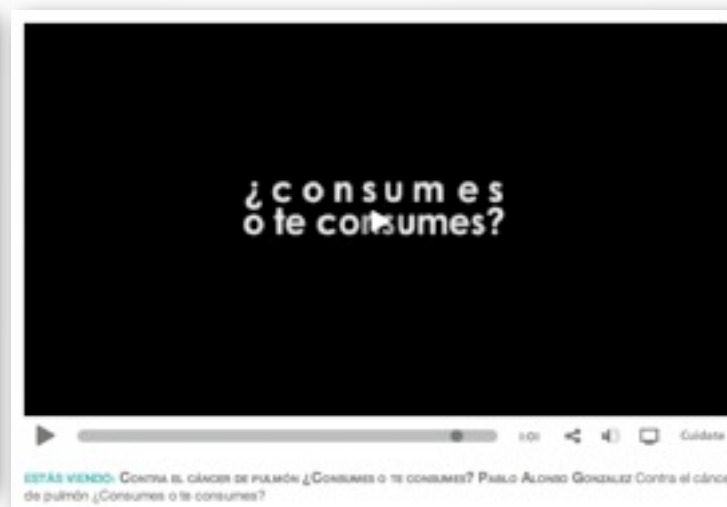 ¿consumes
o te consumes?
1:01 Cuídate
ESTÁS VIENDO: CONTRA EL CÁNCER DE PULMÓN ¿CONSUMES O TE CONSUMES? PABLO ALONSO GONZALEZ Contra el cánce
de pulmón ¿Consumes o te consumes?